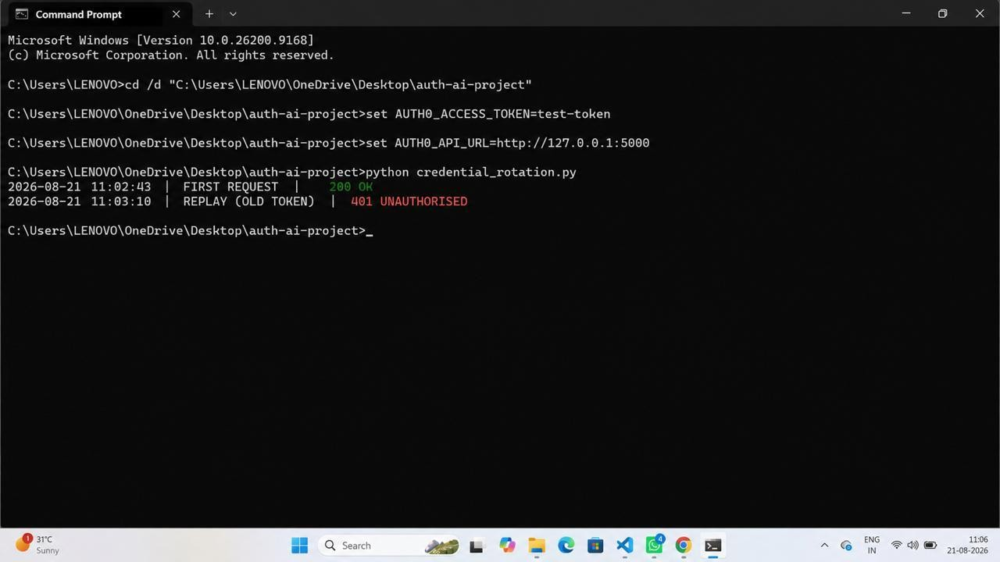 Command Prompt
Microsoft Windows [Version 10.0.26200.9168]
(c) Microsoft Corporation. All rights reserved.
C:\Users\LENOVO>cd /d "C:\Users\LENOVO\OneDrive\Desktop\auth-ai-project"
C:\Users\LENOVO\OneDrive\Desktop\auth-ai-project>set AUTH0_ACCESS_TOKEN=test-token
C:\Users\LENOVO\OneDrive\Desktop\auth-ai-project>set AUTH0_API_URL=http://127.0.0.1:5000
C:\Users\LENOVO\OneDrive\Desktop\auth-ai-project>python credential_rotation.py
2026-08-21 11:02:43 | FIRST REQUEST | 200 OK
2026-08-21 11:03:10 | REPLAY (OLD TOKEN) | 401 UNAUTHORISED
C:\Users\LENOVO\OneDrive\Desktop\auth-ai-project>_
1
31°C
Sunny
Search
4
ENG
IN
11:06
21-08-2026